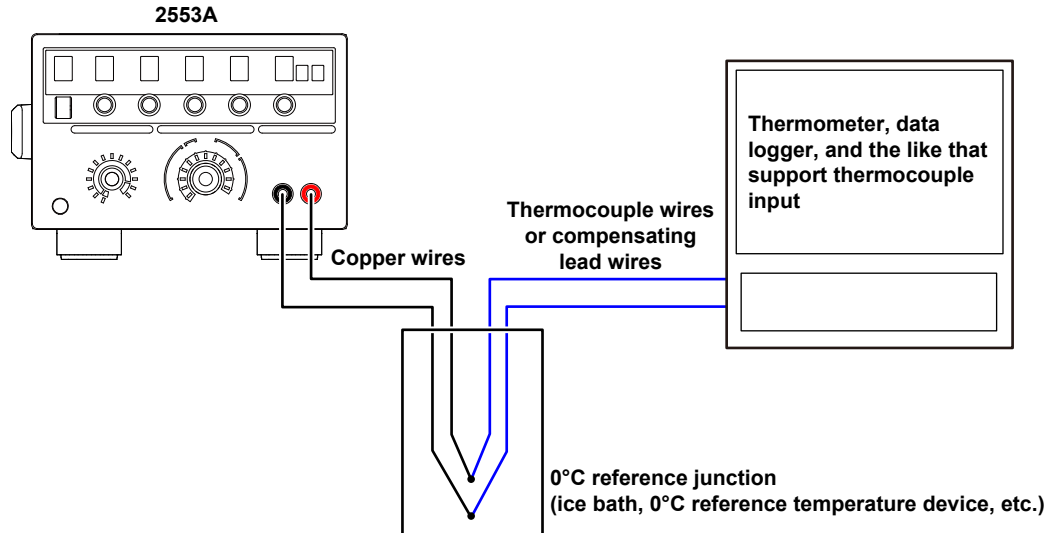 2553A
Thermometer, data
logger, and the like that
support thermocouple
input
Thermocouple wires
or compensating
lead wires
Copper wires
0°C reference junction
(ice bath, 0°C reference temperature device, etc.)